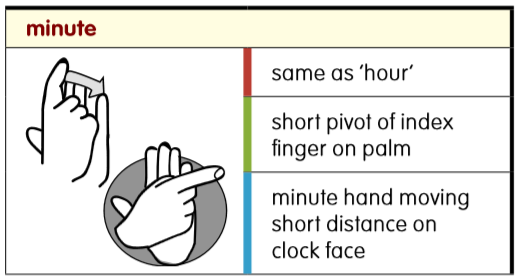 minute
same as ‘hour’
short pivot of index
finger on palm
minute hand moving
short distance on
clock face